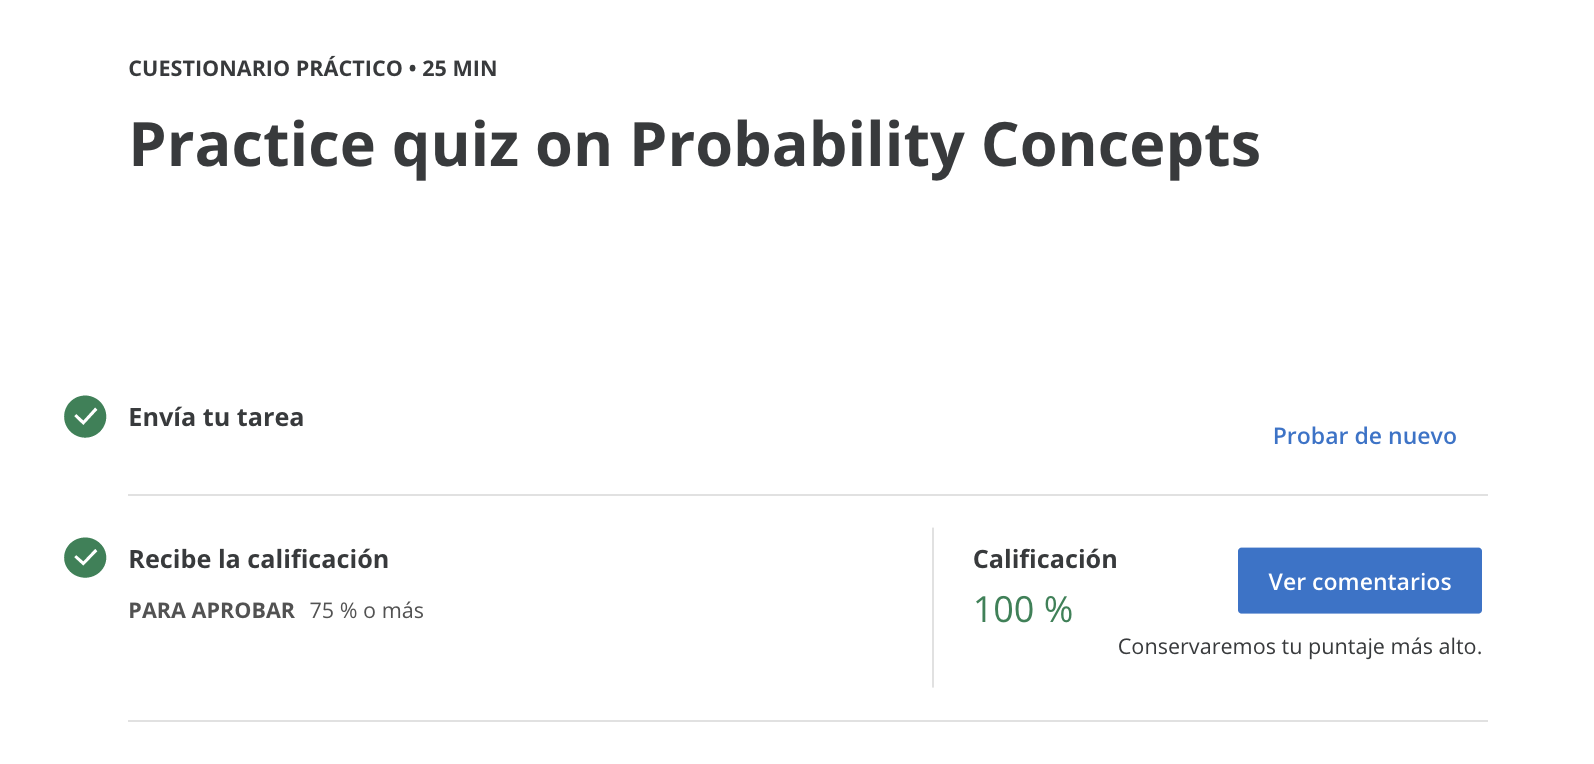 CUESTIONARIO PRÁCTICO • 25 MIN
Practice quiz on Probability Concepts
Envía tu tarea
Probar de nuevo
Recibe la calificación
PARA APROBAR 75 % o más
Calificación
100 %
Ver comentarios
Conservaremos tu puntaje más alto.